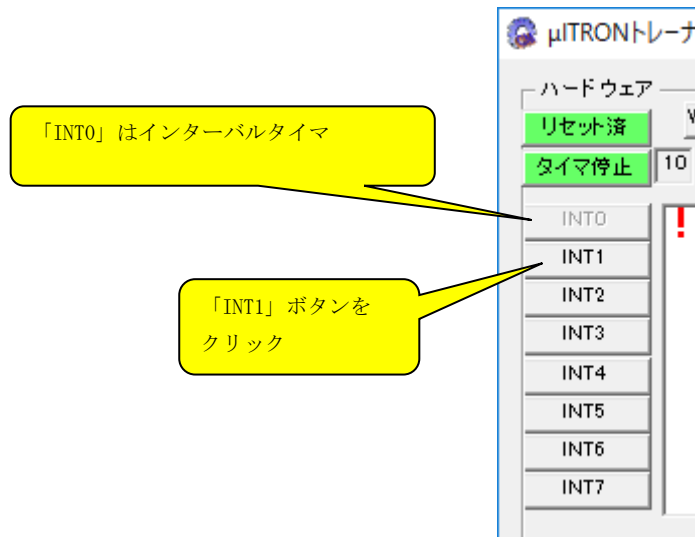 μITRONトレーナ
ハードウェア
リセット済
タイマ停止
10
「INT0」はインターバルタイマ
INT0
!
INT1
「INT1」ボタンを
クリック
INT2
INT3
INT4
INT5
INT6
INT7